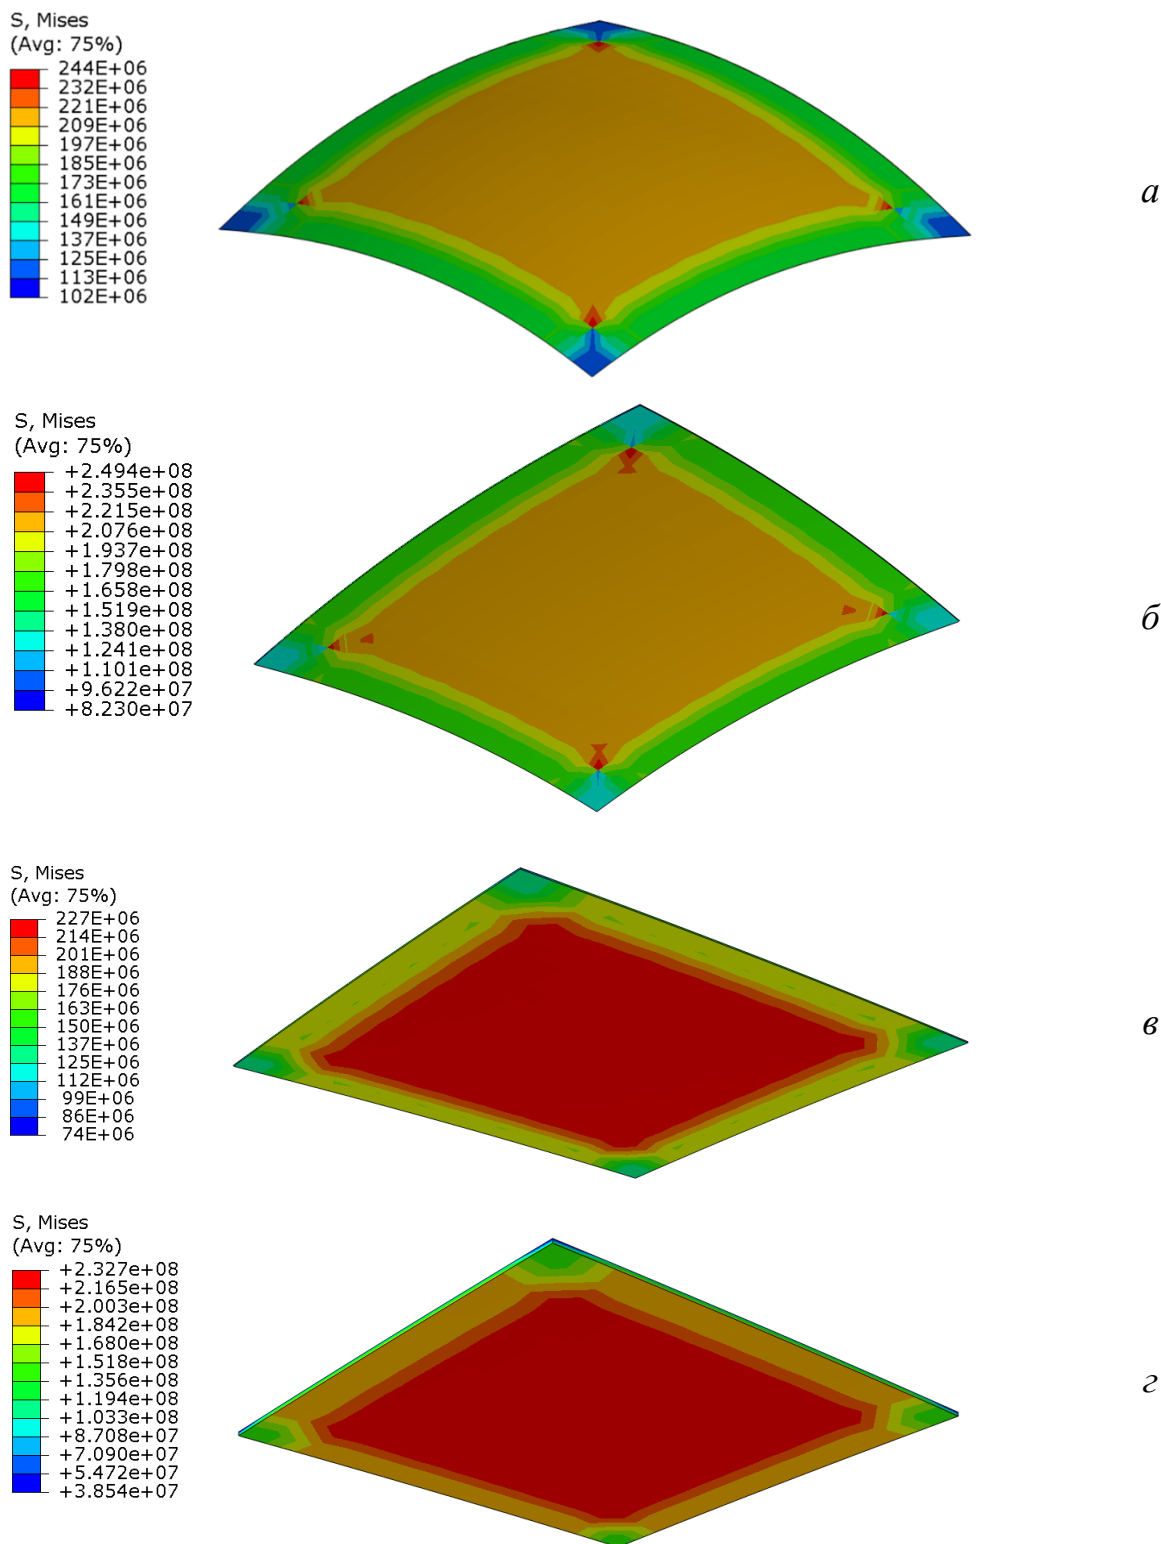 S, Mises
(Avg: 75%)
244E+06
232E+06
221E+06
209E+06
197E+06
185E+06
173E+06
161E+06
149E+06
137E+06
125E+06
113E+06
102E+06
а
S, Mises
(Avg: 75%)
+2.494e+08
+2.355e+08
+2.215e+08
+2.076e+08
+1.937e+08
+1.798e+08
+1.658e+08
+1.519e+08
+1.380e+08
+1.241e+08
+1.101e+08
+9.622e+07
+8.230e+07
б
S, Mises
(Avg: 75%)
227E+06
214E+06
201E+06
188E+06
176E+06
163E+06
150E+06
137E+06
125E+06
112E+06
99E+06
86E+06
74E+06
в
S, Mises
(Avg: 75%)
+2.327e+08
+2.165e+08
+2.003e+08
+1.842e+08
+1.680e+08
+1.518e+08
+1.356e+08
+1.194e+08
+1.033e+08
+8.708e+07
+7.090e+07
+5.472e+07
+3.854e+07
г